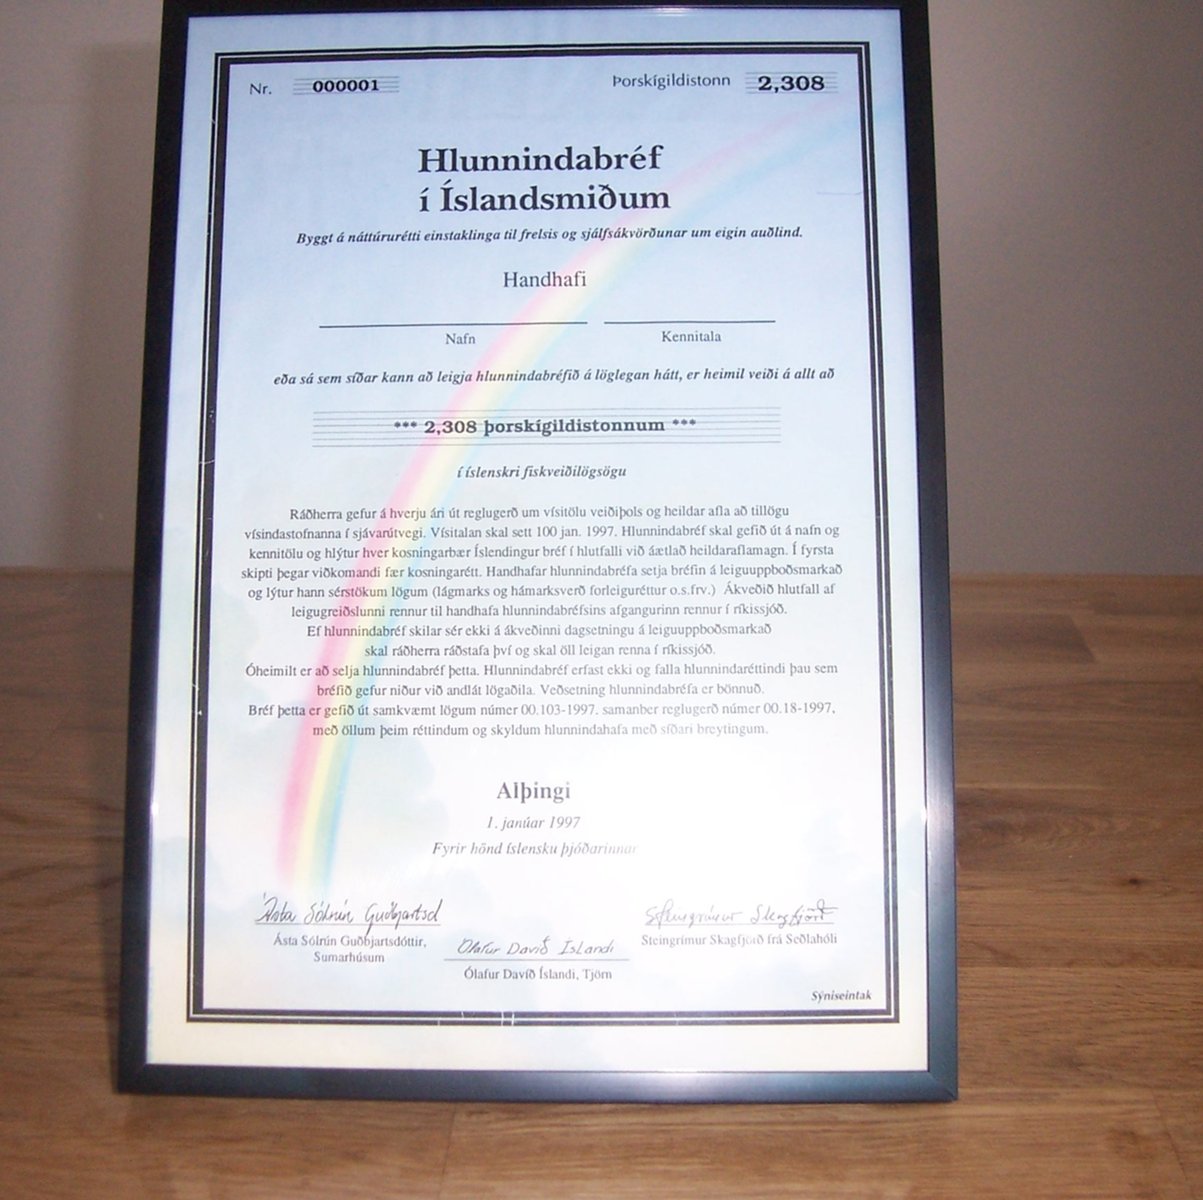 Nr. 000001 Þorskígildistonn 2,308
Hlunnindabréf
í Íslandsmiðum
Byggt á náttúrurétti einstaklinga til frelsis og sjálfsákvörðunar um eigin auðlind.
Handhafi
Nafn Kennitala
eða sá sem síðar kann að leigja hlunnindabréfið á löglegan hátt, er heimil veiði á allt að
*** 2,308 þorskígildistonnum ***
í íslenskri fiskveiðilögsögu
Ráðherra gefur á hverju ári út reglugerð um vísitölu veiðiþols og heildar afla að tillögu
vísindastofnanna í sjávarútvegi. Vísitalan skal sett 100 jan. 1997. Hlunnindabréf skal gefið út á nafn og
kennitölu og hlýtur hver kosningarbær Íslendingur bréf í hlutfalli við áætlað heildaraflamagn. Í fyrsta
skipti þegar viðkomandi fær kosningarétt. Handhafar hlunnindabréfa setja bréfin á leiguuppboðsmarkað
og lýtur hann sérstökum lögum (lágmarks og hámarksverð forleiguréttur o.s.frv.) Ákveðið hlutfall af
leigugreiðslunni rennur til handhafa hlunnindabréfsins afgangurinn rennur í ríkissjóð.
Ef hlunnindabréf skilar sér ekki á ákveðinni dagsetningu á leiguuppboðsmarkað
skal ráðherra ráðstafa því og skal öll leigan renna í ríkissjóð.
Óheimilt er að selja hlunnindabréf þetta. Hlunnindabréf erfast ekki og falla hlunnindaréttindi þau sem
bréfið gefur niður við andlát lögaðila. Veðsetning hlunnindabréfa er bönnuð.
Bréf þetta er gefið út samkvæmt lögum númer 00.103-1997. samanber reglugerð númer 00.18-1997,
með öllum þeim réttindum og skyldum hlunnindahafa með síðari breytingum.
Alþingi
1. janúar 1997
Fyrir hönd íslensku þjóðarinnar
Ásta Sólrún Guðbjartsd
Ásta Sólrún Guðbjartsdóttir,
Sumarhúsum
Ólafur Davíð Íslandi
Ólafur Davíð Íslandi, Tjörn
Steingrímur Skagfjörð
Steingrímur Skagfjörð frá Seðlahóli
Sýniseintak